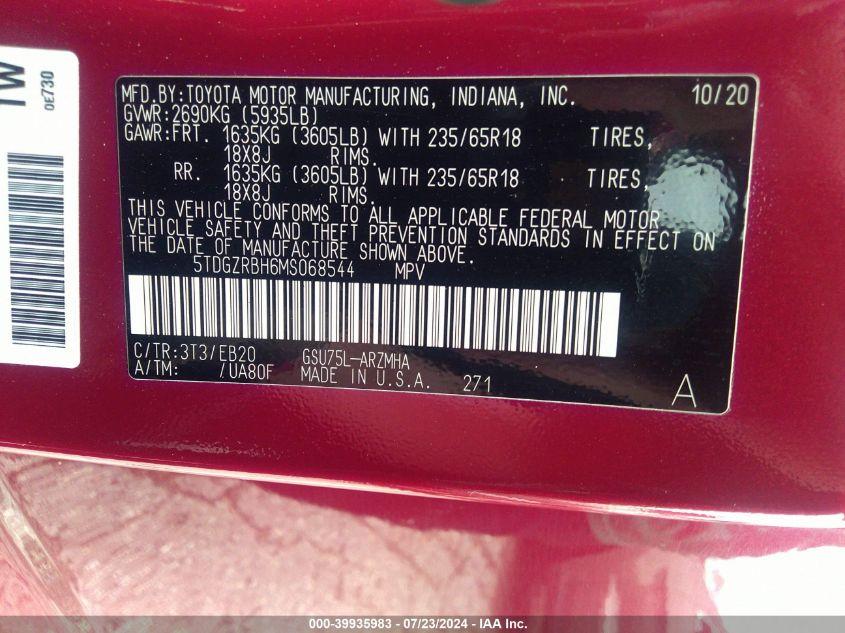 1W
0E730
MFD.BY:TOYOTA MOTOR MANUFACTURING, INDIANA, INC. 10/20
GVWR:2690KG (5935LB)
GAWR:FRT. 1635KG (3605LB) WITH 235/65R18 TIRES,
18X8J RIMS.
RR. 1635KG (3605LB) WITH 235/65R18 TIRES,
18X8J RIMS.
THIS VEHICLE CONFORMS TO ALL APPLICABLE FEDERAL MOTOR
VEHICLE SAFETY AND THEFT PREVENTION STANDARDS IN EFFECT ON
THE DATE OF MANUFACTURE SHOWN ABOVE.
5TDGZRBH6MS068544 MPV
C/TR:3T3/EB20 GSU75L-ARZMHA
A/TM: /UA80F MADE IN U.S.A. 271
A
000-39935983 / 07/23/2024 - IAA Inc.